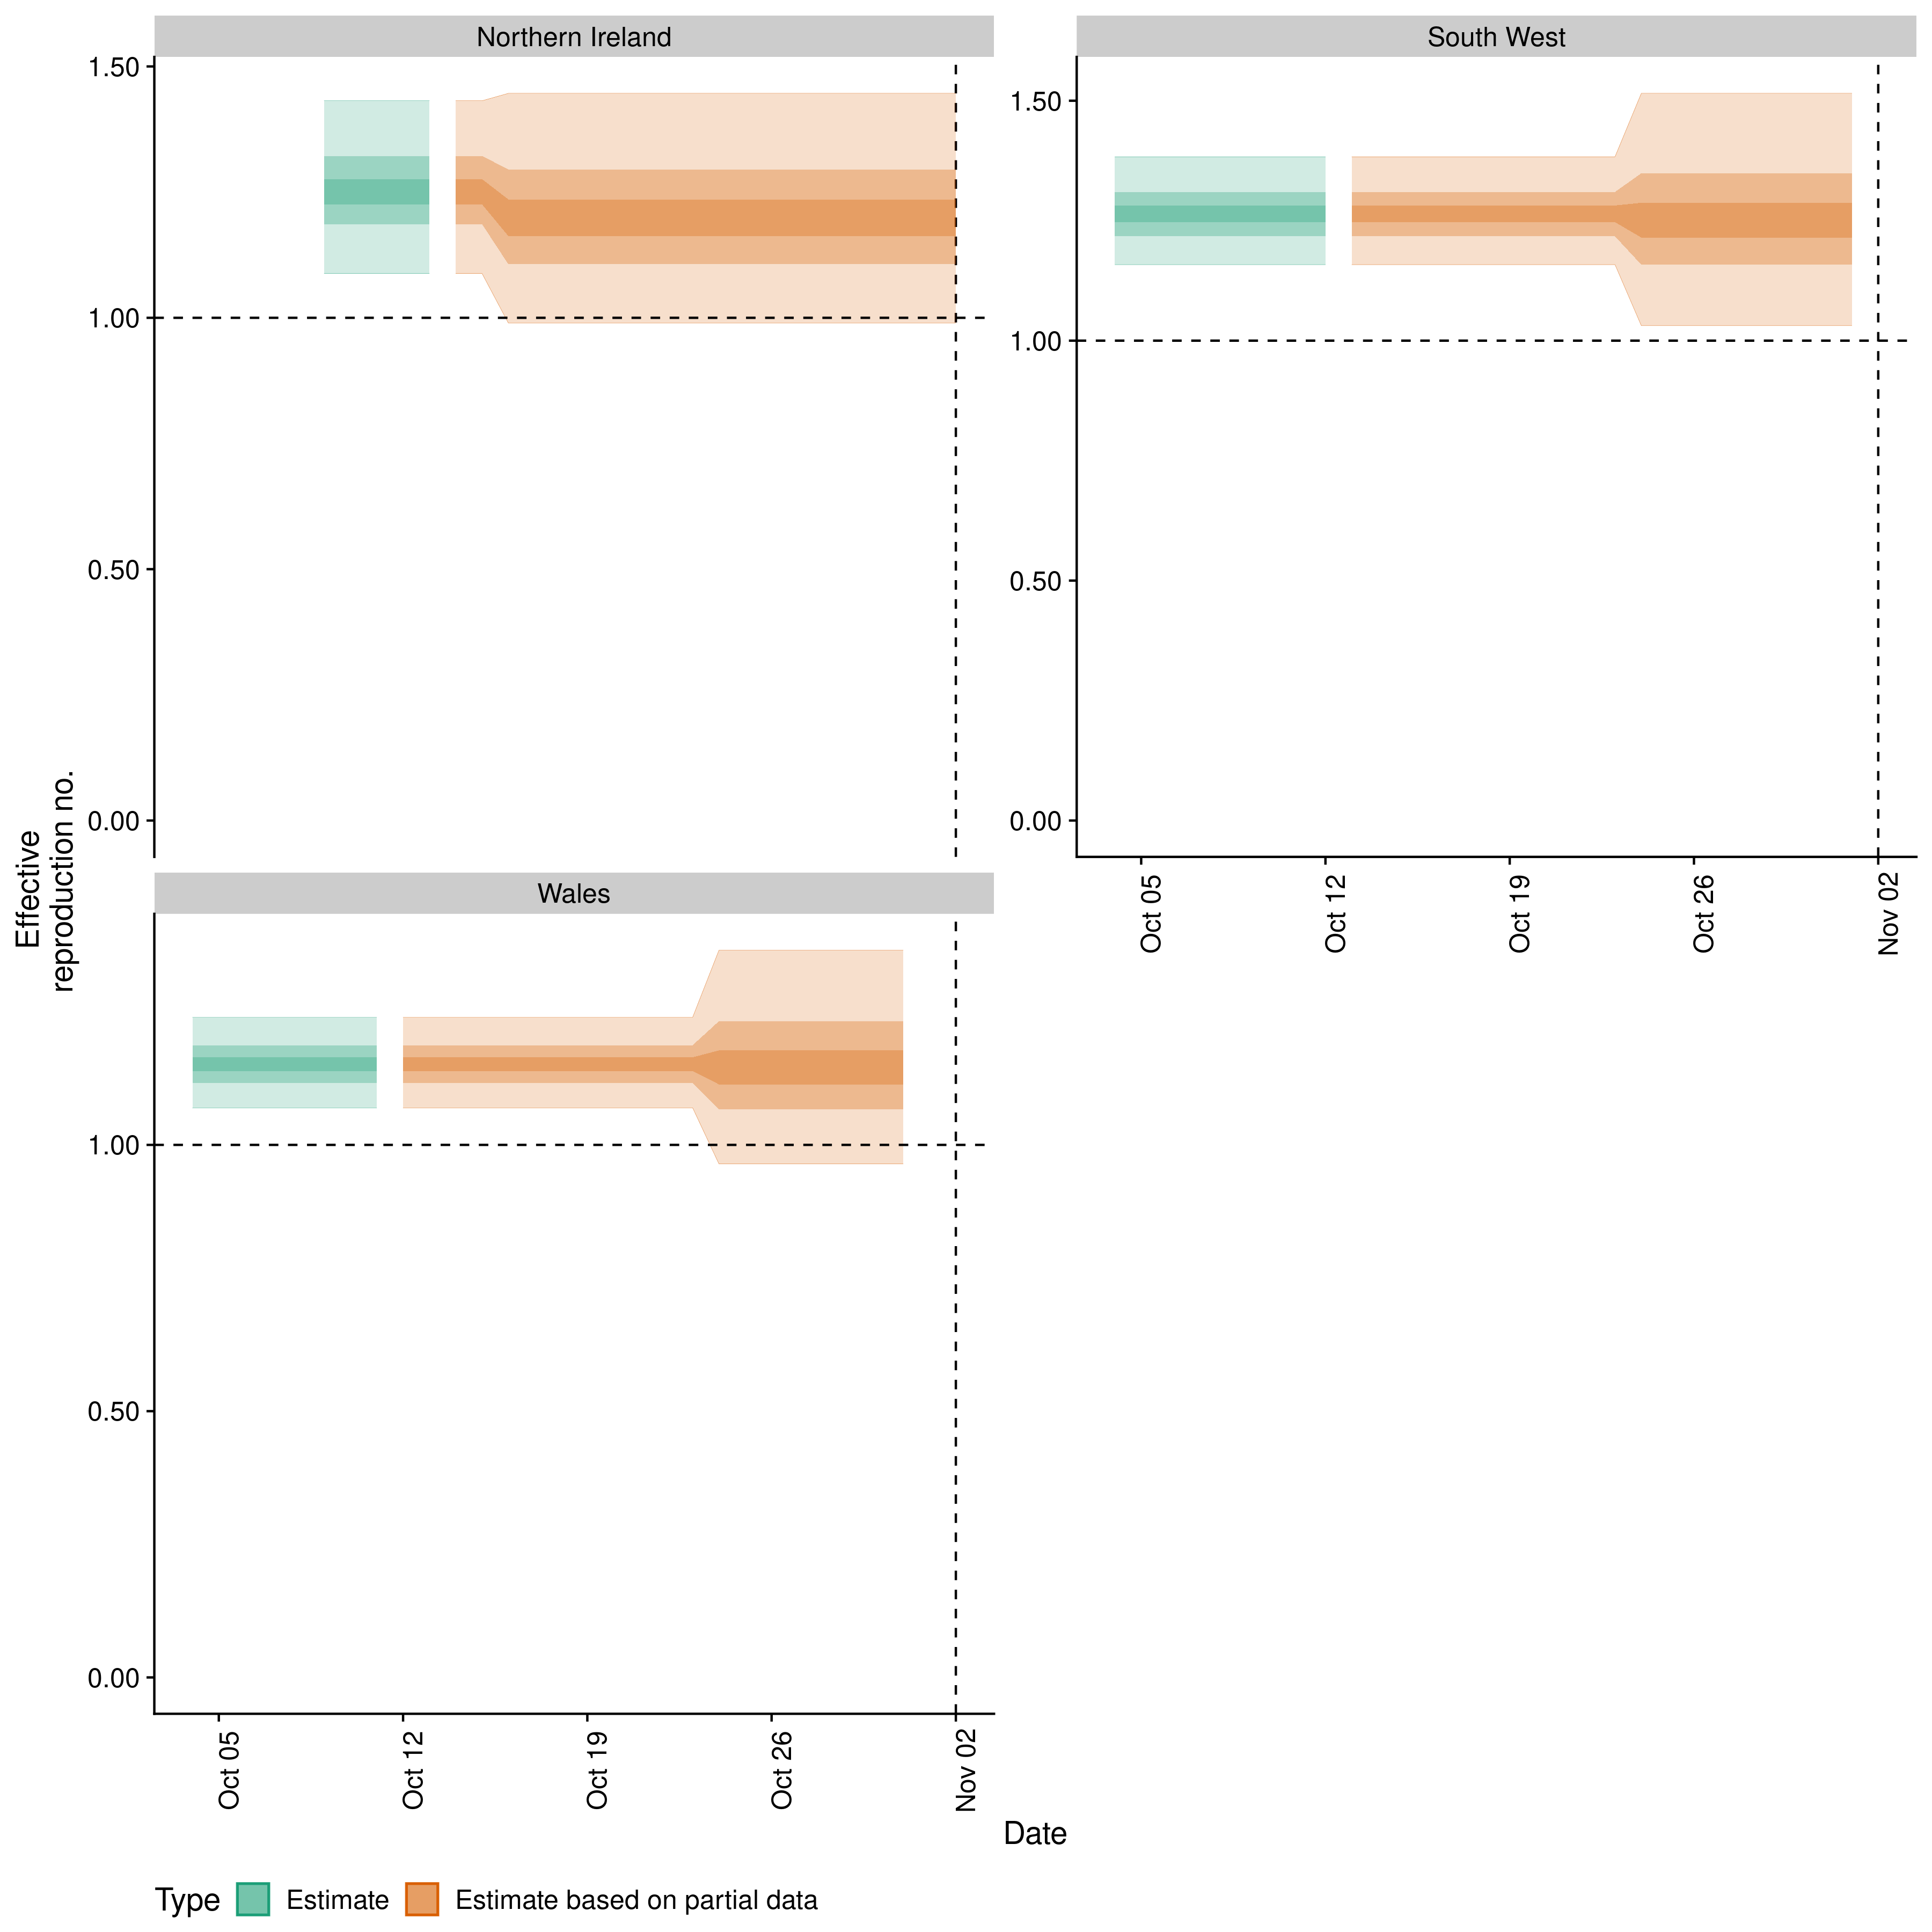 Northern Ireland
South West
1.50
1.00
0.50
0.00
1.50
1.00
0.50
0.00
Oct 05
Oct 12
Oct 19
Oct 26
Nov 02
Effective
reproduction no.
Wales
1.00
0.50
0.00
Oct 05
Oct 12
Oct 19
Oct 26
Nov 02
Date
Type Estimate Estimate based on partial data